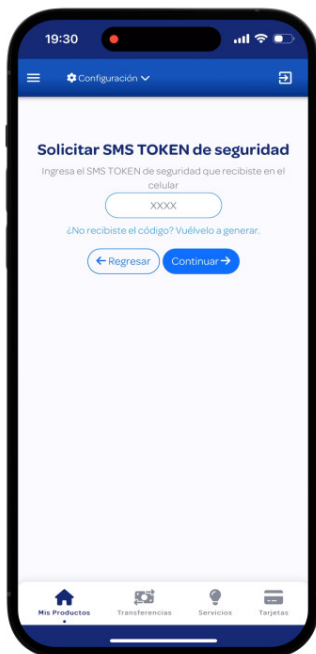 19:30
Configuración
Solicitar SMS TOKEN de seguridad
Ingresa el SMS TOKEN de seguridad que recibiste en el
celular
XXXX
¿No recibiste el código? Vuélvelo a generar.
Regresar Continuar
Mis Productos Transferencias Servicios Tarjetas